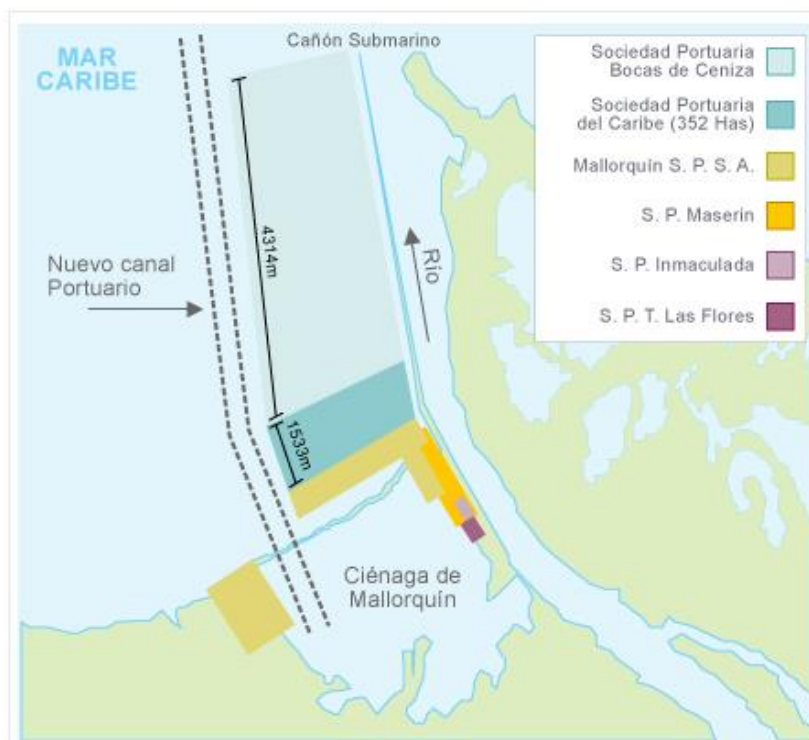 MAR
CARIBE
Cañón Submarino
Sociedad Portuaria
Bocas de Ceniza
Sociedad Portuaria
del Caribe (352 Has)
Mallorquín S. P. S. A.
S. P. Maserin
S. P. Inmaculada
S. P. T. Las Flores
4314m
Río
Nuevo canal
Portuario
1533m
Ciénaga de
Mallorquín